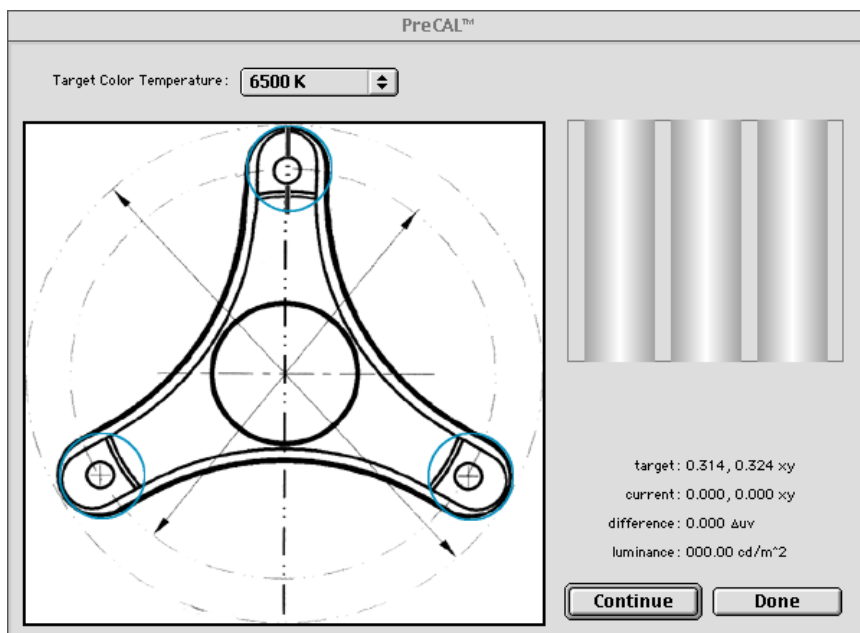 PreCAL™
Target Color Temperature: 6500 K
target: 0.314, 0.324 xy
current: 0.000, 0.000 xy
difference: 0.000 Δuv
luminance: 000.00 cd/m^2
Continue Done